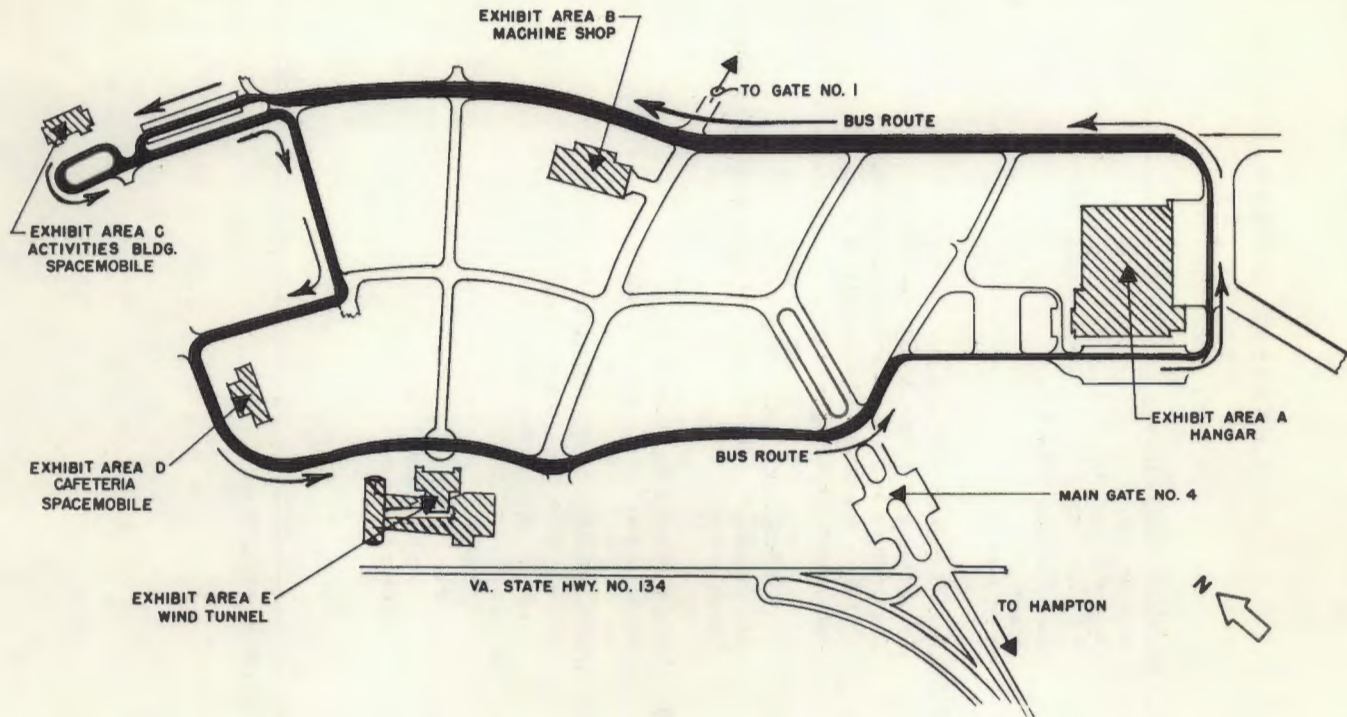 EXHIBIT AREA B
MACHINE SHOP
TO GATE NO. 1
BUS ROUTE
EXHIBIT AREA C
ACTIVITIES BLDG.
SPACEMOBILE
EXHIBIT AREA A
HANGAR
BUS ROUTE
EXHIBIT AREA D
CAFETERIA
SPACEMOBILE
MAIN GATE NO. 4
EXHIBIT AREA E
WIND TUNNEL
VA. STATE HWY. NO. 134
TO HAMPTON
N